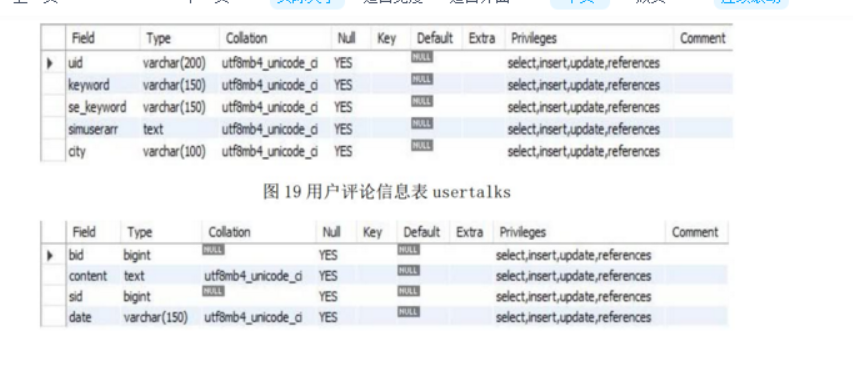 Field Type Collation Null Key Default Extra Privileges Comment
uid varchar(200) utf8mb4_unicode_ci YES NULL select,insert,update,references
keyword varchar(150) utf8mb4_unicode_ci YES NULL select,insert,update,references
se_keyword varchar(150) utf8mb4_unicode_ci YES NULL select,insert,update,references
simuserarr text utf8mb4_unicode_ci YES NULL select,insert,update,references
city varchar(100) utf8mb4_unicode_ci YES NULL select,insert,update,references
图 19 用户评论信息表 usertalks
Field Type Collation Null Key Default Extra Privileges Comment
bid bigint NULL YES NULL select,insert,update,references
content text utf8mb4_unicode_ci YES NULL select,insert,update,references
sid bigint NULL YES NULL select,insert,update,references
date varchar(150) utf8mb4_unicode_ci YES NULL select,insert,update,references